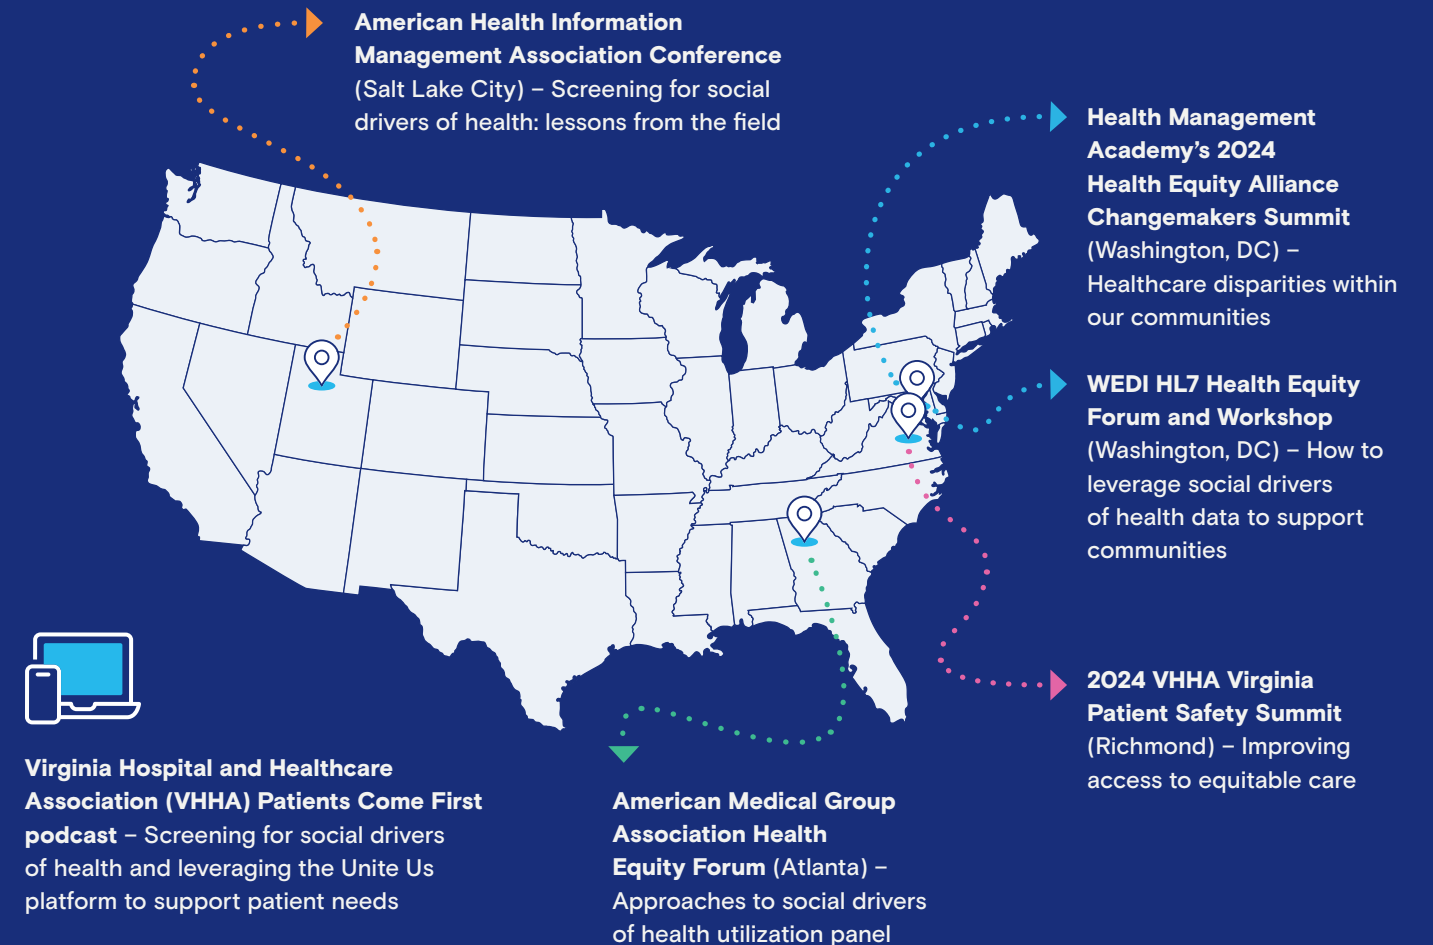 American Health Information
Management Association Conference
(Salt Lake City) – Screening for social
drivers of health: lessons from the field
Health Management
Academy’s 2024
Health Equity Alliance
Changemakers Summit
(Washington, DC) –
Healthcare disparities within
our communities
WEDI HL7 Health Equity
Forum and Workshop
(Washington, DC) – How to
leverage social drivers
of health data to support
communities
2024 VHHA Virginia
Patient Safety Summit
(Richmond) – Improving
access to equitable care
Virginia Hospital and Healthcare
Association (VHHA) Patients Come First
podcast – Screening for social drivers
of health and leveraging the Unite Us
platform to support patient needs
American Medical Group
Association Health
Equity Forum (Atlanta) –
Approaches to social drivers
of health utilization panel